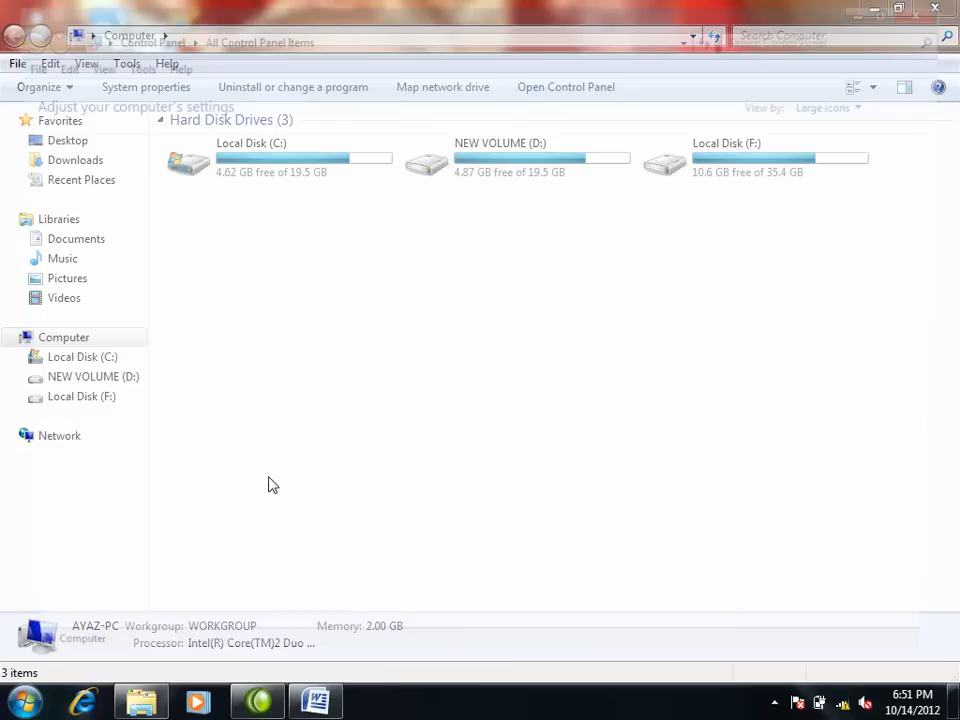 Computer
Search Computer
Control Panel All Control Panel Items
File Edit View Tools Help
File Edit View Tools Help
Organize System properties Uninstall or change a program Map network drive Open Control Panel
Adjust your computer's settings
View by: Large icons
Favorites
Desktop
Downloads
Recent Places
Libraries
Documents
Music
Pictures
Videos
Computer
Local Disk (C:)
NEW VOLUME (D:)
Local Disk (F:)
Network
Hard Disk Drives (3)
Local Disk (C:)
4.62 GB free of 19.5 GB
NEW VOLUME (D:)
4.87 GB free of 19.5 GB
Local Disk (F:)
10.6 GB free of 35.4 GB
AYAZ-PC Workgroup: WORKGROUP Memory: 2.00 GB
Computer
Processor: Intel(R) Core(TM)2 Duo ...
3 items
6:51 PM
10/14/2012